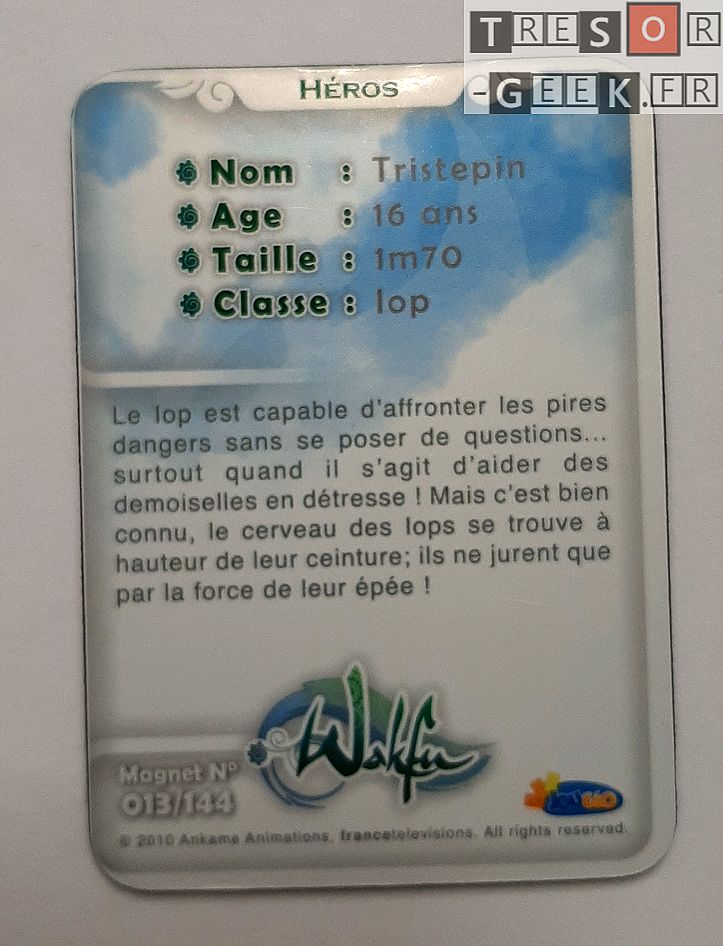 TRESOR
-GEEK.FR
HÉROS
Nom : Tristepin
Age : 16 ans
Taille : 1m70
Classe : Iop
Le Iop est capable d'affronter les pires
dangers sans se poser de questions...
surtout quand il s'agit d'aider des
demoiselles en détresse ! Mais c'est bien
connu, le cerveau des Iops se trouve à
hauteur de leur ceinture; ils ne jurent que
par la force de leur épée !
Wakfu
Magnet N°
013/144
© 2010 Ankama Animations, francetelevisions. All rights reserved.